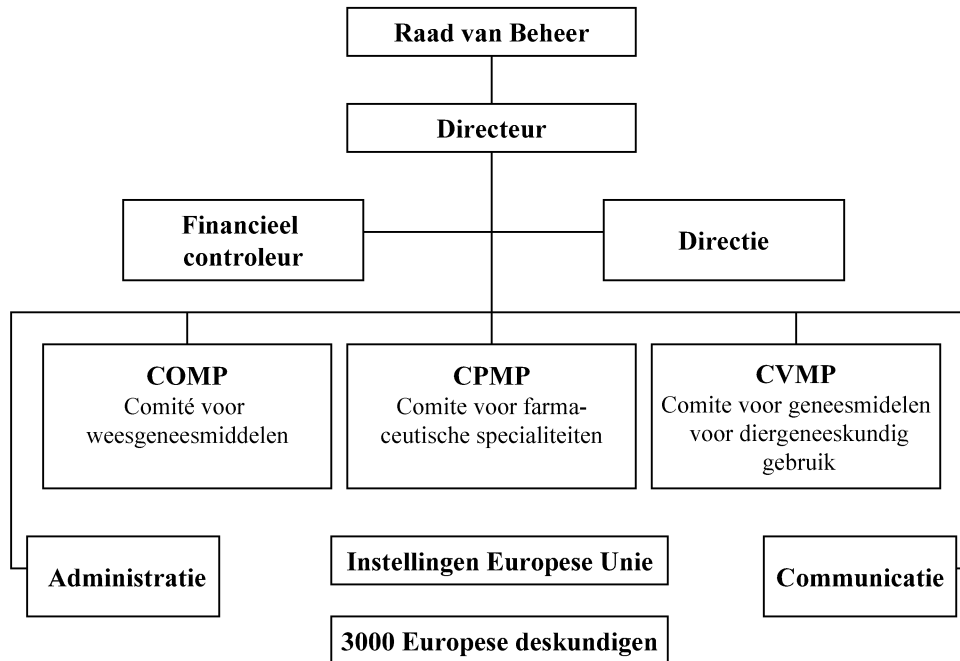 Raad van Beheer
Directeur
Financieel
controleur
Directie
COMP
Comité voor
weesgeneesmiddelen
CPMP
Comite voor farma-
ceutische specialiteiten
CVMP
Comite voor geneesmidelen
voor diergeneeskundig
gebruik
Administratie
Instellingen Europese Unie
Communicatie
3000 Europese deskundigen